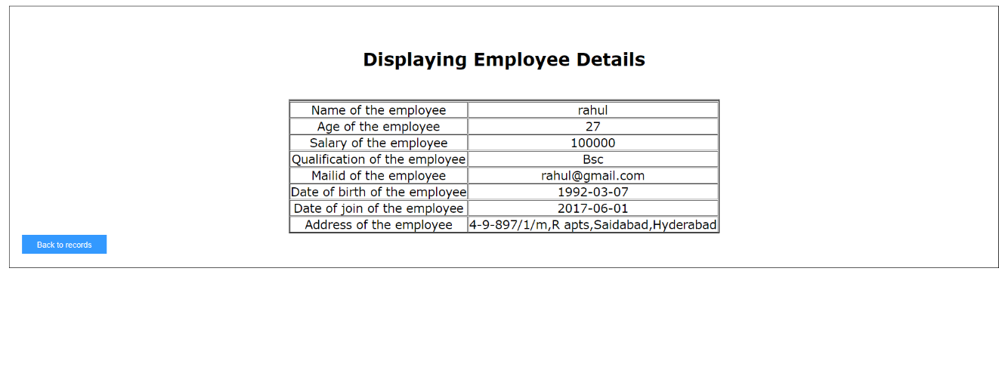 Displaying Employee Details
Name of the employee rahul
Age of the employee 27
Salary of the employee 100000
Qualification of the employee Bsc
Mailid of the employee rahul@gmail.com
Date of birth of the employee 1992-03-07
Date of join of the employee 2017-06-01
Address of the employee 4-9-897/1/m,R apts,Saidabad,Hyderabad
Back to records